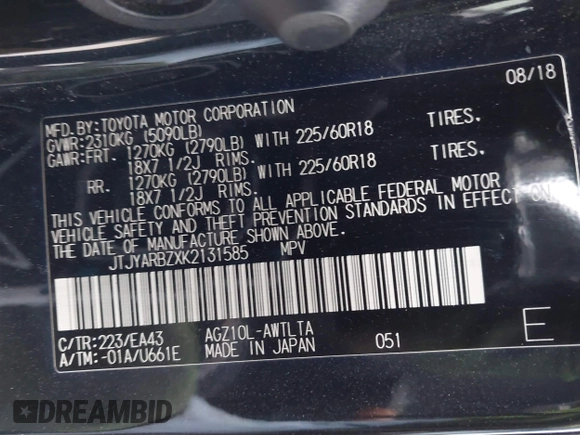 08/18
MFD.BY:TOYOTA MOTOR CORPORATION
GVWR:2310KG (5090LB)
GAWR:FRT. 1270KG (2790LB) WITH 225/60R18 TIRES.
18X7 1/2J RIMS.
RR. 1270KG (2790LB) WITH 225/60R18 TIRES.
18X7 1/2J RIMS.
THIS VEHICLE CONFORMS TO ALL APPLICABLE FEDERAL MOTOR
VEHICLE SAFETY AND THEFT PREVENTION STANDARDS IN EFFECT ON
THE DATE OF MANUFACTURE SHOWN ABOVE.
JTJYARBZXK2131585 MPV
C/TR:223/EA43 AGZ10L-AWTLTA
A/TM:-01A/U661E MADE IN JAPAN 051 E
DREAMBID